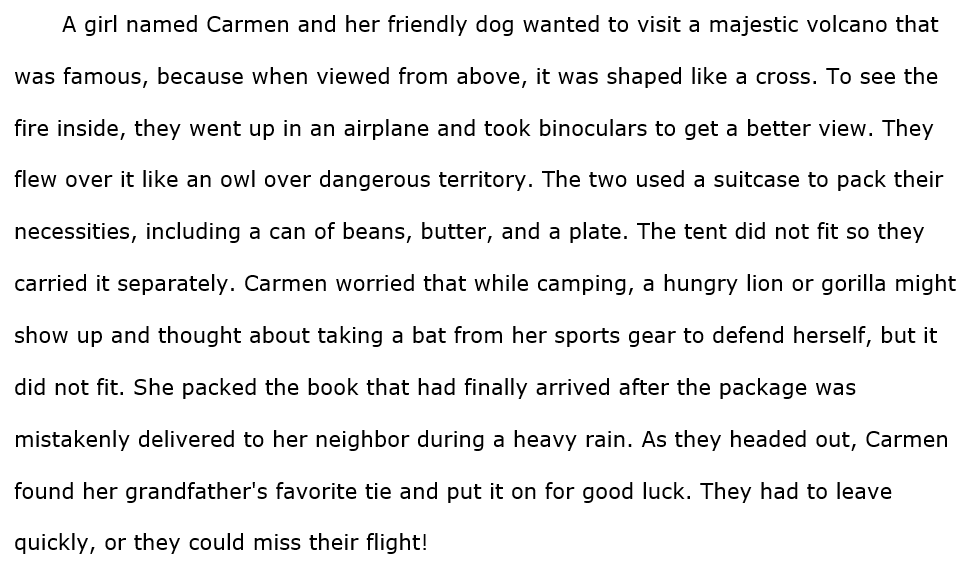 A girl named Carmen and her friendly dog wanted to visit a majestic volcano that
was famous, because when viewed from above, it was shaped like a cross. To see the
fire inside, they went up in an airplane and took binoculars to get a better view. They
flew over it like an owl over dangerous territory. The two used a suitcase to pack their
necessities, including a can of beans, butter, and a plate. The tent did not fit so they
carried it separately. Carmen worried that while camping, a hungry lion or gorilla might
show up and thought about taking a bat from her sports gear to defend herself, but it
did not fit. She packed the book that had finally arrived after the package was
mistakenly delivered to her neighbor during a heavy rain. As they headed out, Carmen
found her grandfather's favorite tie and put it on for good luck. They had to leave
quickly, or they could miss their flight!